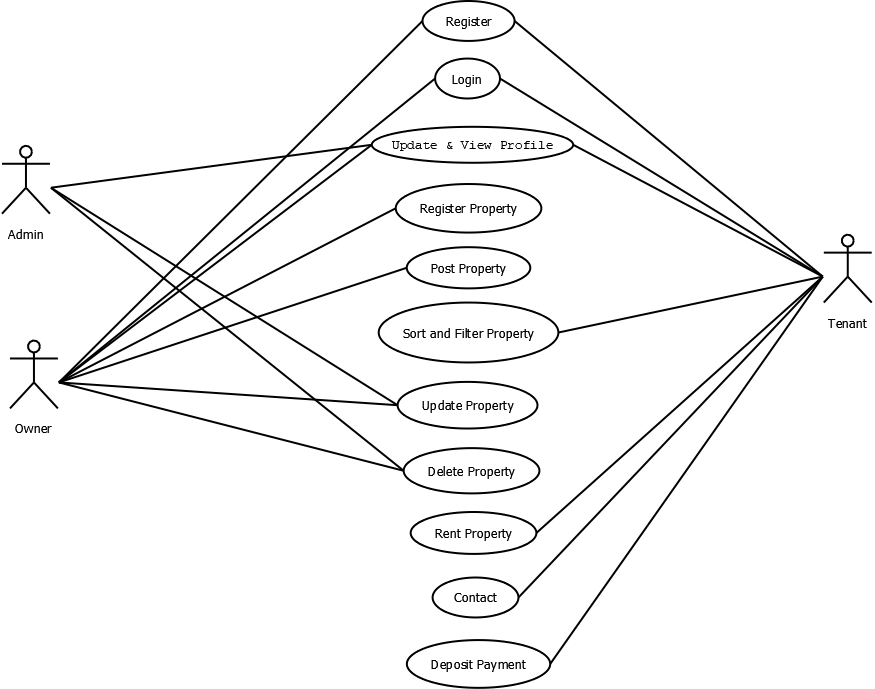 Register
Login
Update & View Profile
Admin
Register Property
Post Property
Tenant
Sort and Filter Property
Update Property
Owner
Delete Property
Rent Property
Contact
Deposit Payment